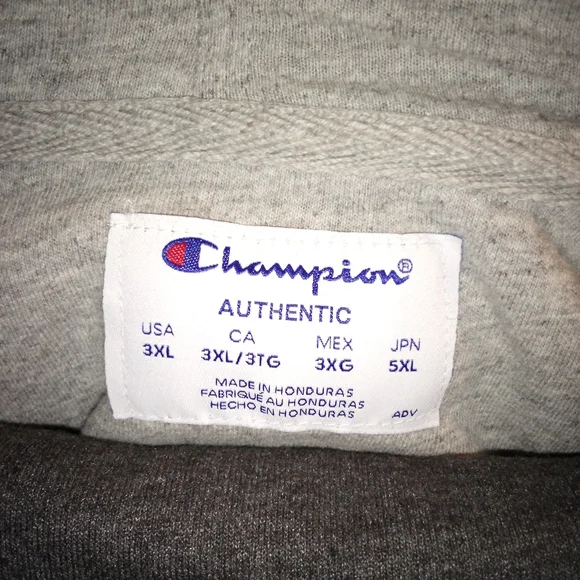 Champion®
AUTHENTIC
USA CA MEX JPN
3XL 3XL/3TG 3XG 5XL
MADE IN HONDURAS
FABRIQUÉ AU HONDURAS
HECHO EN HONDURAS
ADV